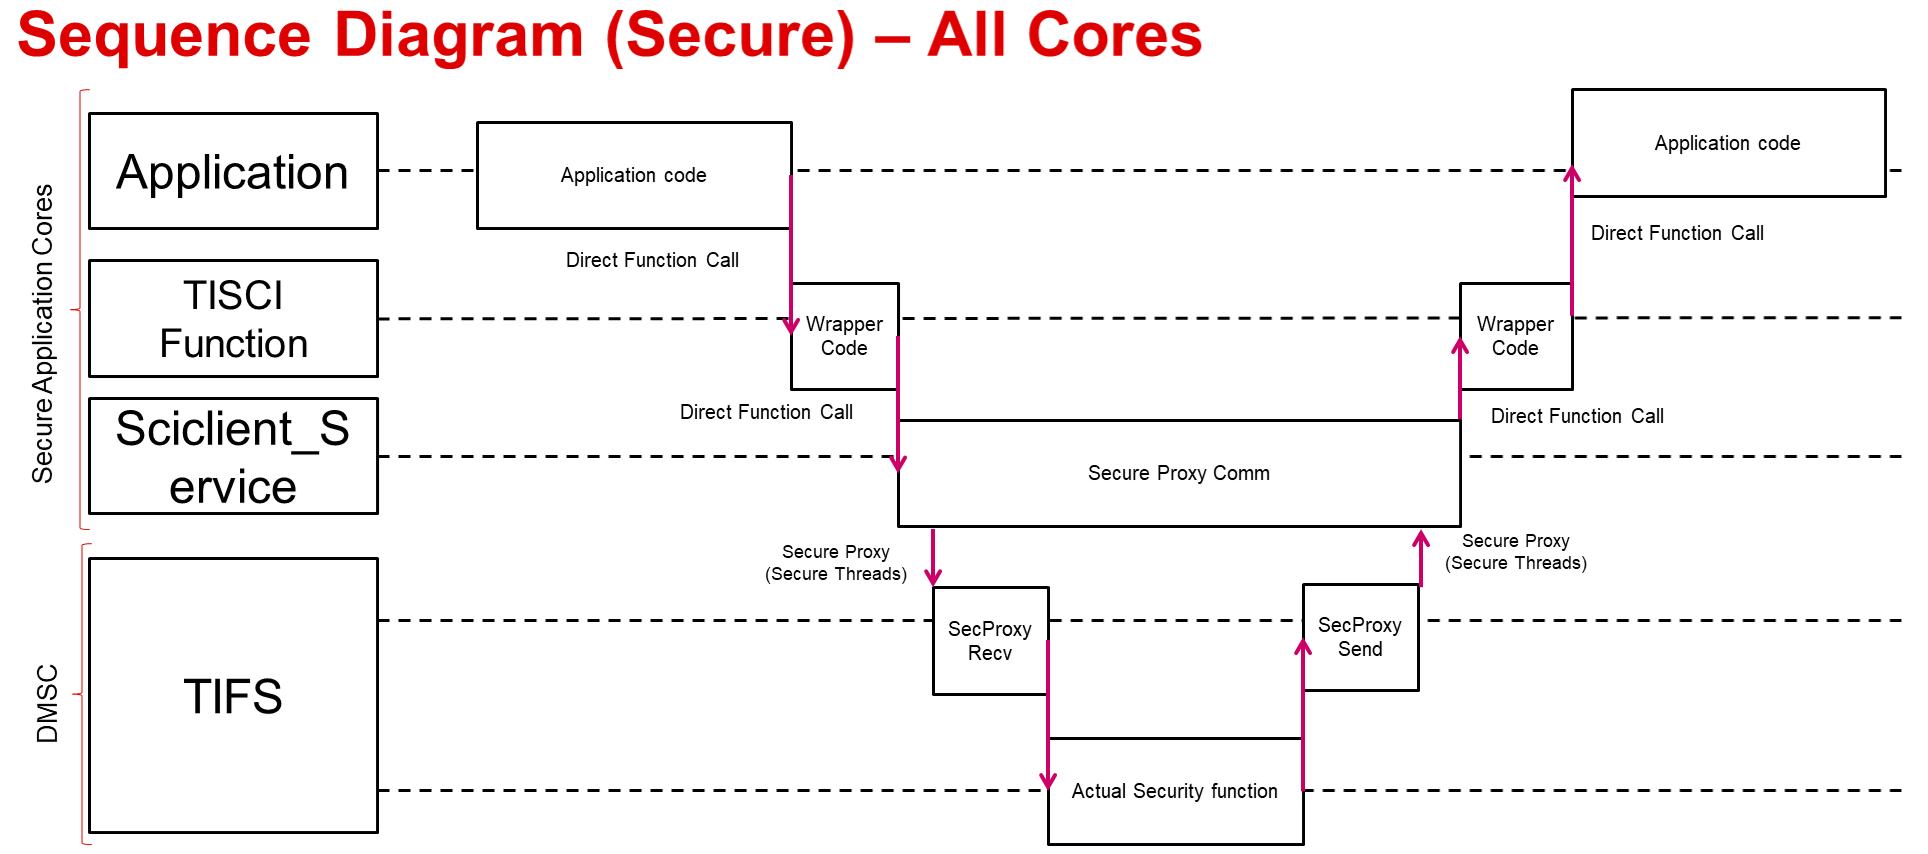 Sequence Diagram (Secure) – All Cores
Secure Application Cores
Application
Application code
Application code
Direct Function Call
Direct Function Call
TISCI
Function
Wrapper
Code
Wrapper
Code
Direct Function Call
Direct Function Call
Sciclient_S
ervice
Secure Proxy Comm
Secure Proxy
(Secure Threads)
Secure Proxy
(Secure Threads)
DMSC
TIFS
SecProxy
Recv
SecProxy
Send
Actual Security function